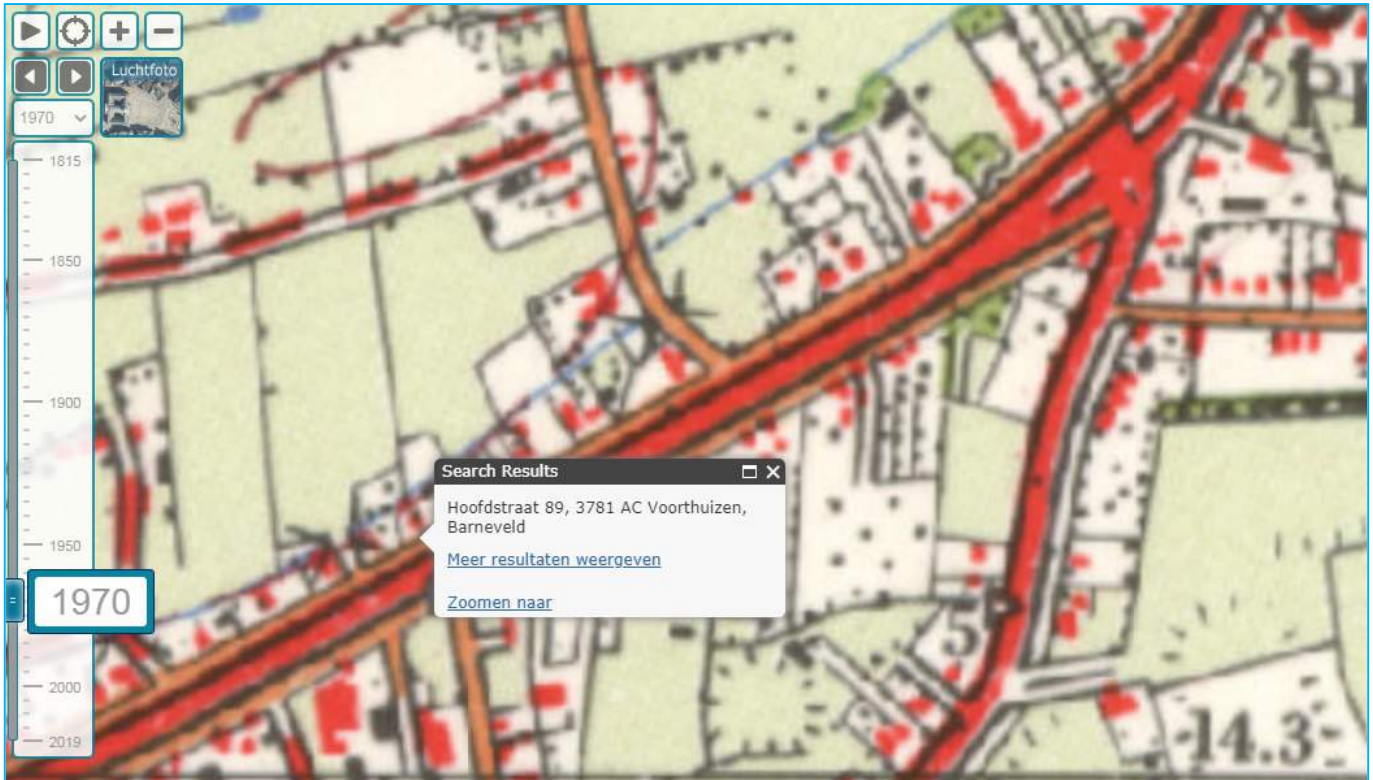 Luchtfoto
1970
1815
1850
1900
1950
1970
2000
2019
Search Results
Hoofdstraat 89, 3781 AC Voorthuizen,
Barneveld
Meer resultaten weergeven
Zoomen naar
14.3